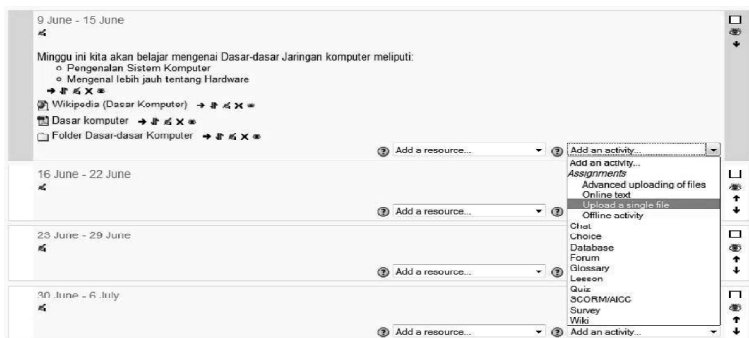 9 June - 15 June
Minggu ini kita akan belajar mengenai Dasar-dasar Jaringan komputer meliputi:
Pengenalan Sistem Komputer
Mengenal lebih jauh tentang Hardware
Wikipedia (Dasar Komputer)
Dasar komputer
Folder Dasar-dasar Komputer
Add a resource... Add an activity...
Add an activity...
Assignments
Advanced uploading of files
Online text
Upload a single file
Offline activity
Chat
Choice
Database
Forum
Glossary
Lesson
Quiz
SCORM/AICC
Survey
Wiki
16 June - 22 June
Add a resource...
23 June - 29 June
Add a resource...
30 June - 6 July
Add a resource... Add an activity...